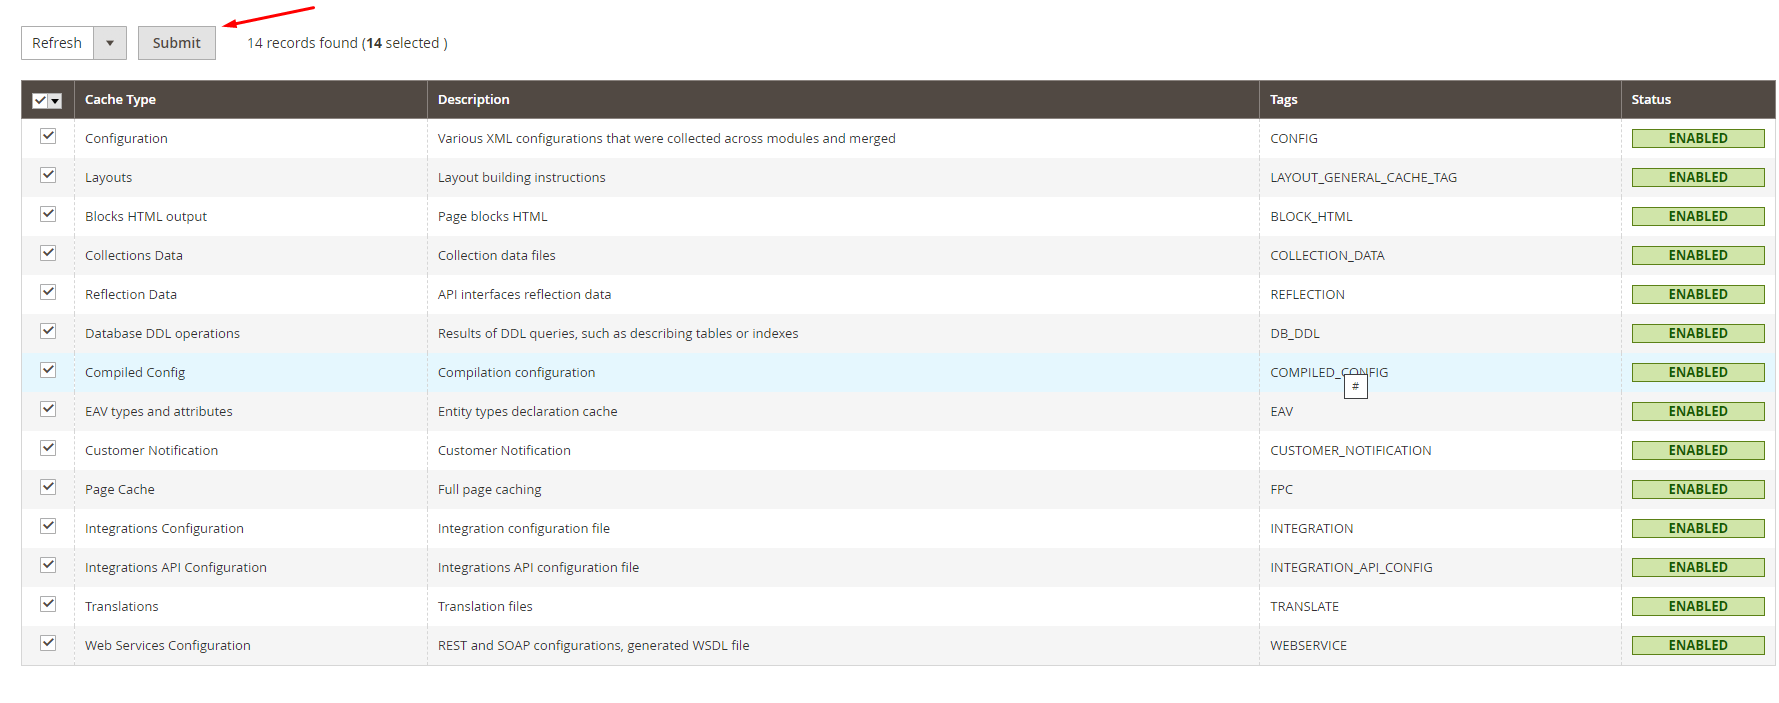 Refresh Submit 14 records found (14 selected )
Cache Type Description Tags Status
Configuration Various XML configurations that were collected across modules and merged CONFIG ENABLED
Layouts Layout building instructions LAYOUT_GENERAL_CACHE_TAG ENABLED
Blocks HTML output Page blocks HTML BLOCK_HTML ENABLED
Collections Data Collection data files COLLECTION_DATA ENABLED
Reflection Data API interfaces reflection data REFLECTION ENABLED
Database DDL operations Results of DDL queries, such as describing tables or indexes DB_DDL ENABLED
Compiled Config Compilation configuration COMPILED_CONFIG ENABLED
#
EAV types and attributes Entity types declaration cache EAV ENABLED
Customer Notification Customer Notification CUSTOMER_NOTIFICATION ENABLED
Page Cache Full page caching FPC ENABLED
Integrations Configuration Integration configuration file INTEGRATION ENABLED
Integrations API Configuration Integrations API configuration file INTEGRATION_API_CONFIG ENABLED
Translations Translation files TRANSLATE ENABLED
Web Services Configuration REST and SOAP configurations, generated WSDL file WEBSERVICE ENABLED